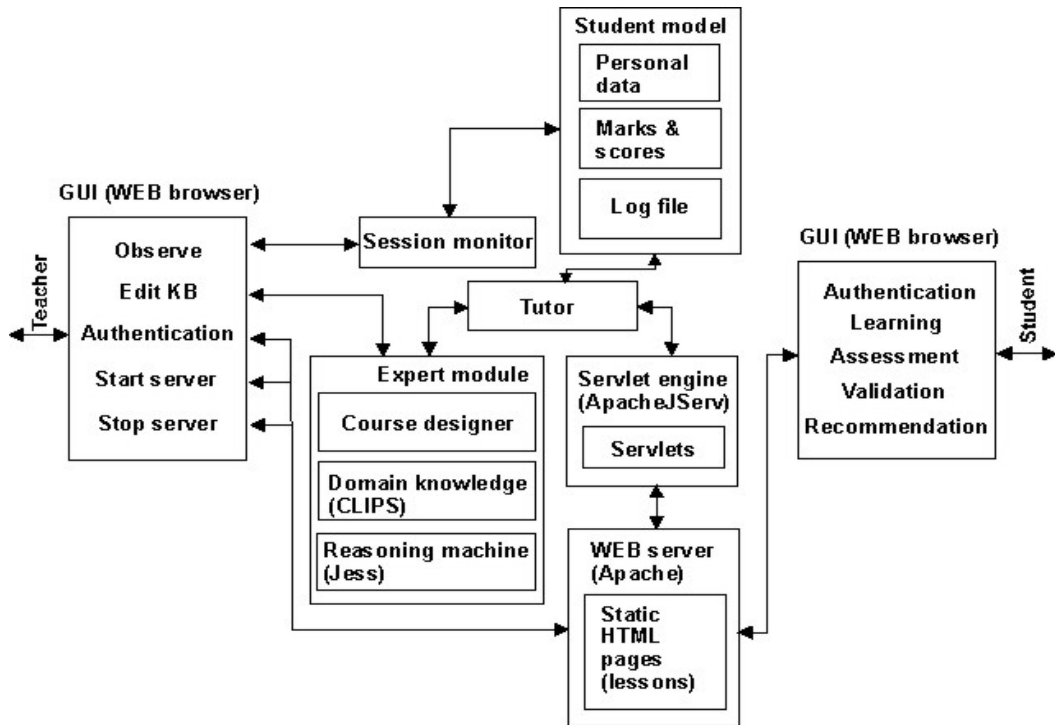 Student model
Personal
data
Marks &
scores
Log file
GUI (WEB browser)
Observe
Edit KB
Authentication
Start server
Stop server
Teacher
Session monitor
Tutor
Expert module
Course designer
Domain knowledge
(CLIPS)
Reasoning machine
(Jess)
Servlet engine
(ApacheJServ)
Servlets
WEB server
(Apache)
Static
HTML
pages
(lessons)
GUI (WEB browser)
Authentication
Learning
Assessment
Validation
Recommendation
Student